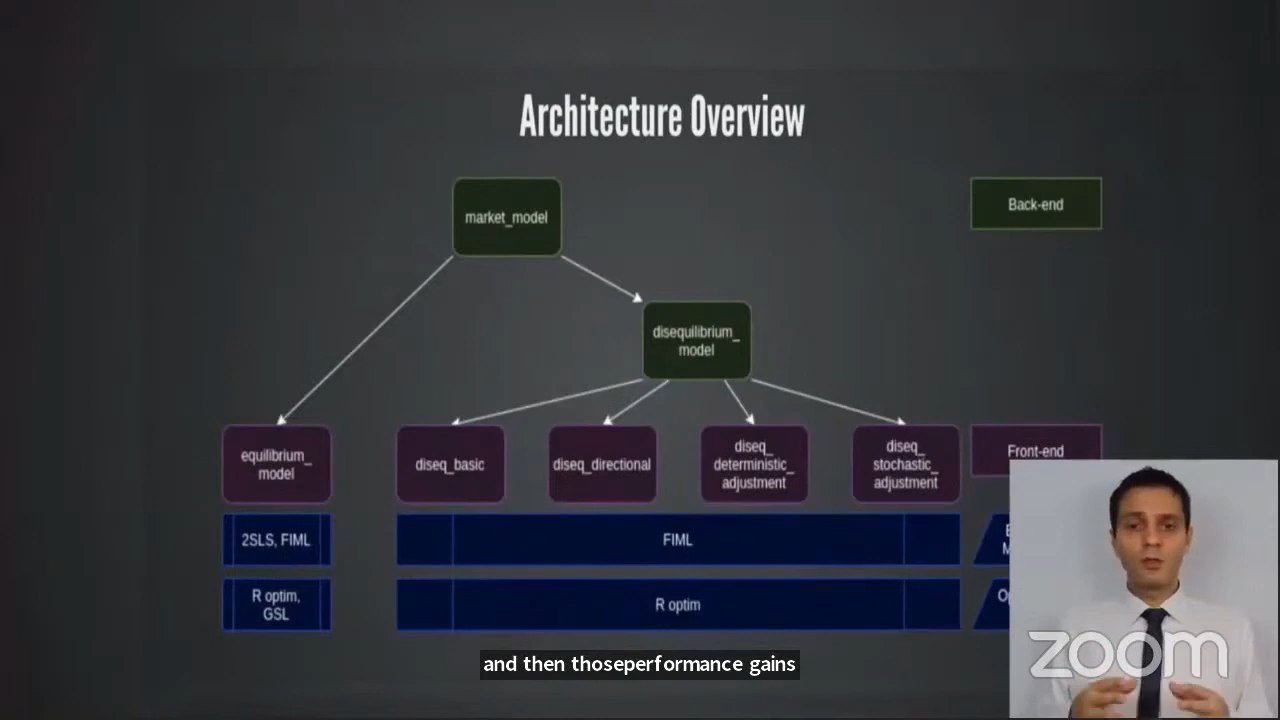 Architecture Overview
market_model
Back-end
disequilibrium_
model
equilibrium_
model
diseq_basic
diseq_directional
diseq_
deterministic_
adjustment
diseq_
stochastic_
adjustment
Front-end
2SLS, FIML
FIML
R optim,
GSL
R optim
and then thoseperformance gains
zoom